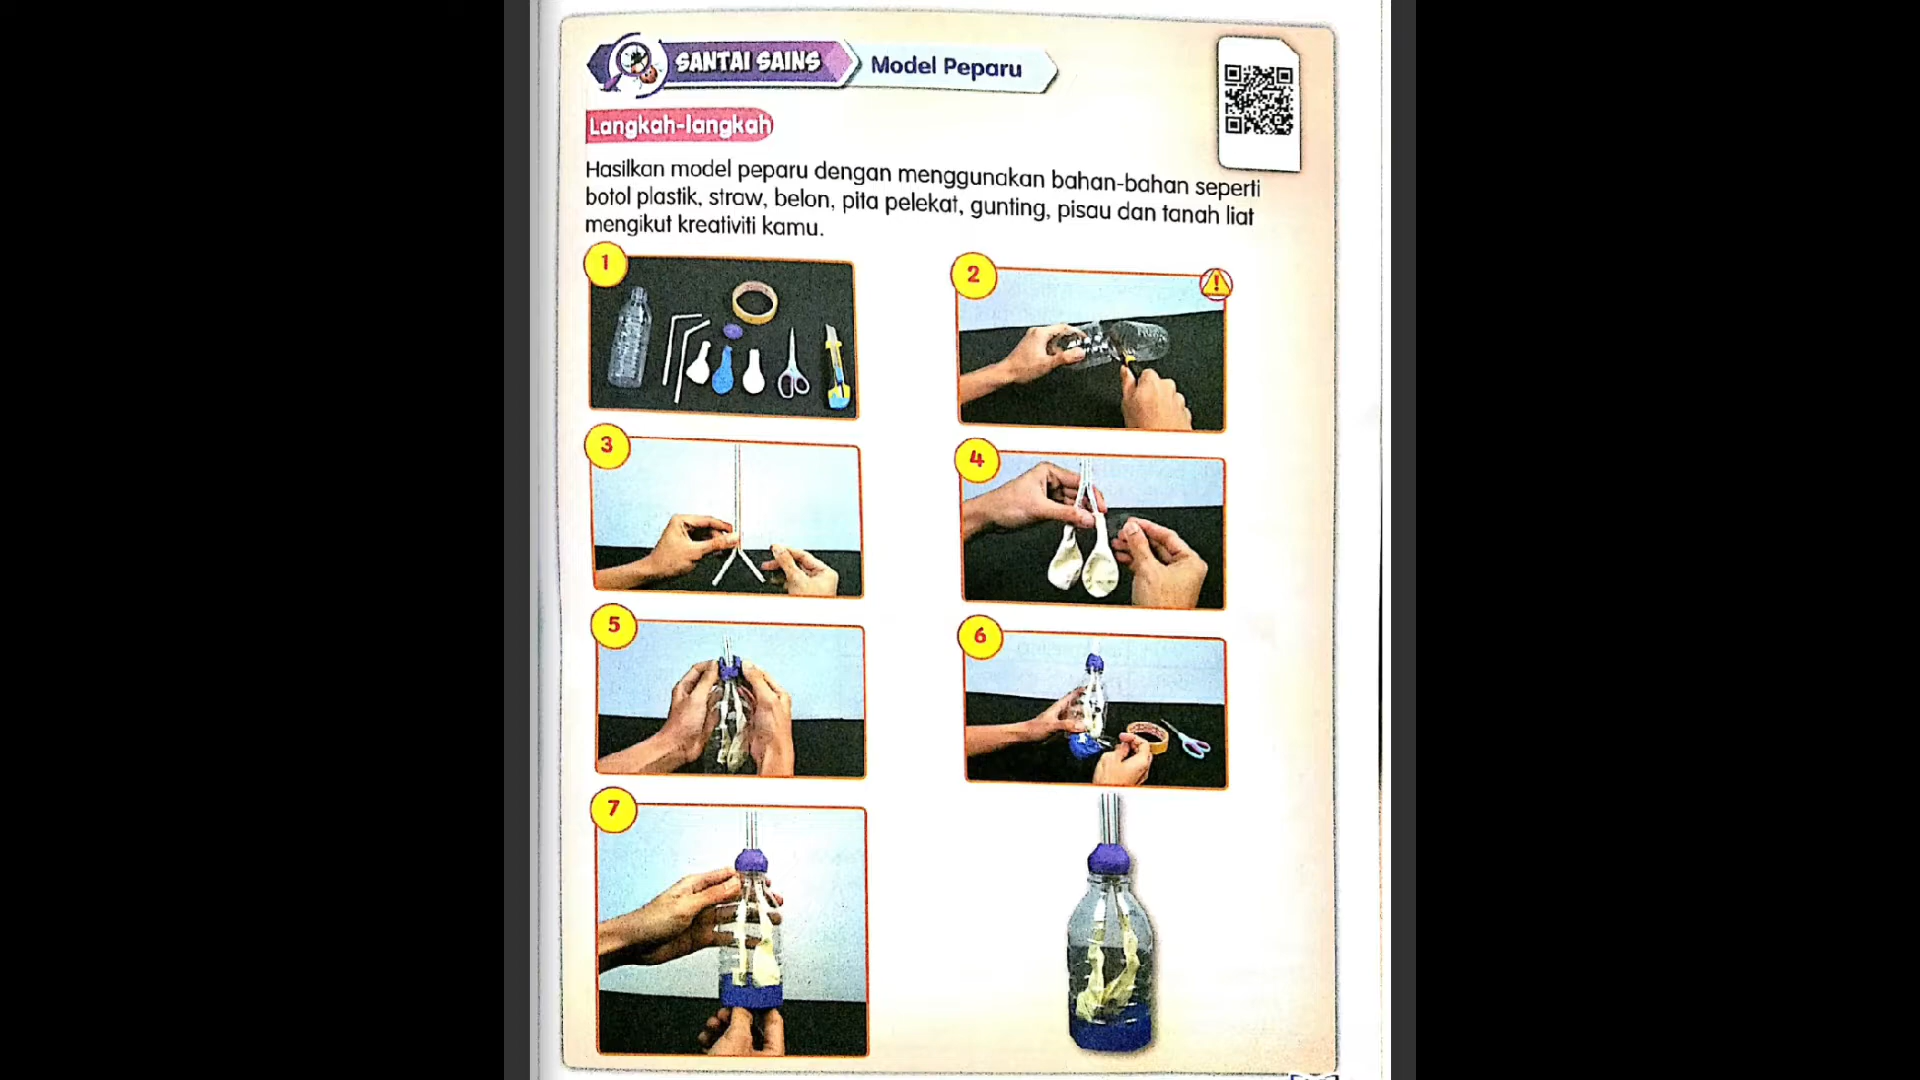 SANTAI SAINS
Model Peparu
Langkah-langkah
Hasilkan model peparu dengan menggunakan bahan-bahan seperti
botol plastik, straw, belon, pita pelekat, gunting, pisau dan tanah liat
mengikut kreativiti kamu.
1
2
!
3
4
5
6
7